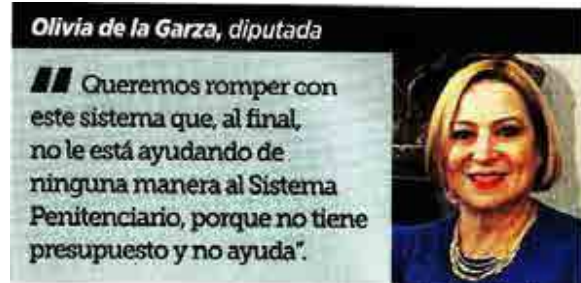 Olivia de la Garza, diputada
" Queremos romper con
este sistema que, al final,
no le está ayudando de
ninguna manera al Sistema
Penitenciario, porque no tiene
presupuesto y no ayuda”.